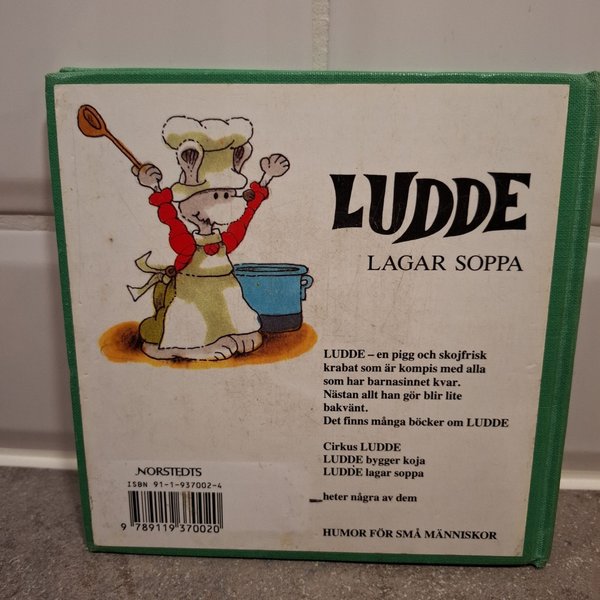 LUDDE
LAGAR SOPPA
LUDDE – en pigg och skojfrisk
krabat som är kompis med alla
som har barnasinnet kvar.
Nästan allt han gör blir lite
bakvänt.
Det finns många böcker om LUDDE
Cirkus LUDDE
LUDDE bygger koja
LUDDE lagar soppa
heter några av dem
HUMOR FÖR SMÅ MÄNNISKOR
NORSTEDTS
ISBN 91-1-937002-4
9 789119 370020